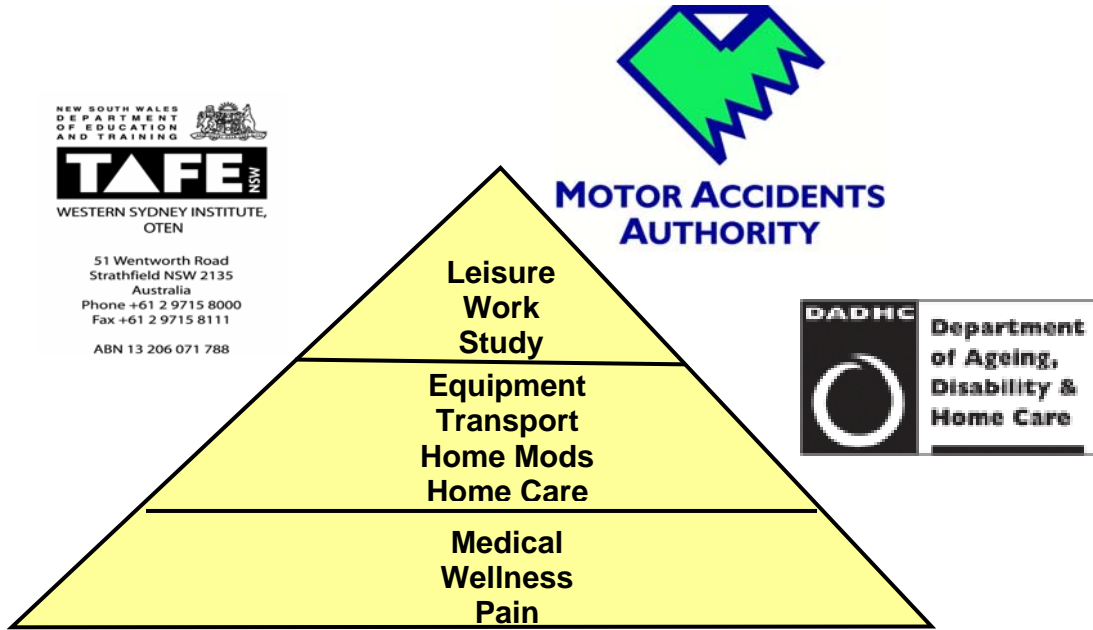 NEW SOUTH WALES
DEPARTMENT
OF EDUCATION
AND TRAINING
TAFE NSW
WESTERN SYDNEY INSTITUTE,
OTEN
51 Wentworth Road
Strathfield NSW 2135
Australia
Phone +61 2 9715 8000
Fax +61 2 9715 8111
ABN 13 206 071 788
MOTOR ACCIDENTS
AUTHORITY
DADHC
Department
of Ageing,
Disability &
Home Care
Leisure
Work
Study
Equipment
Transport
Home Mods
Home Care
Medical
Wellness
Pain